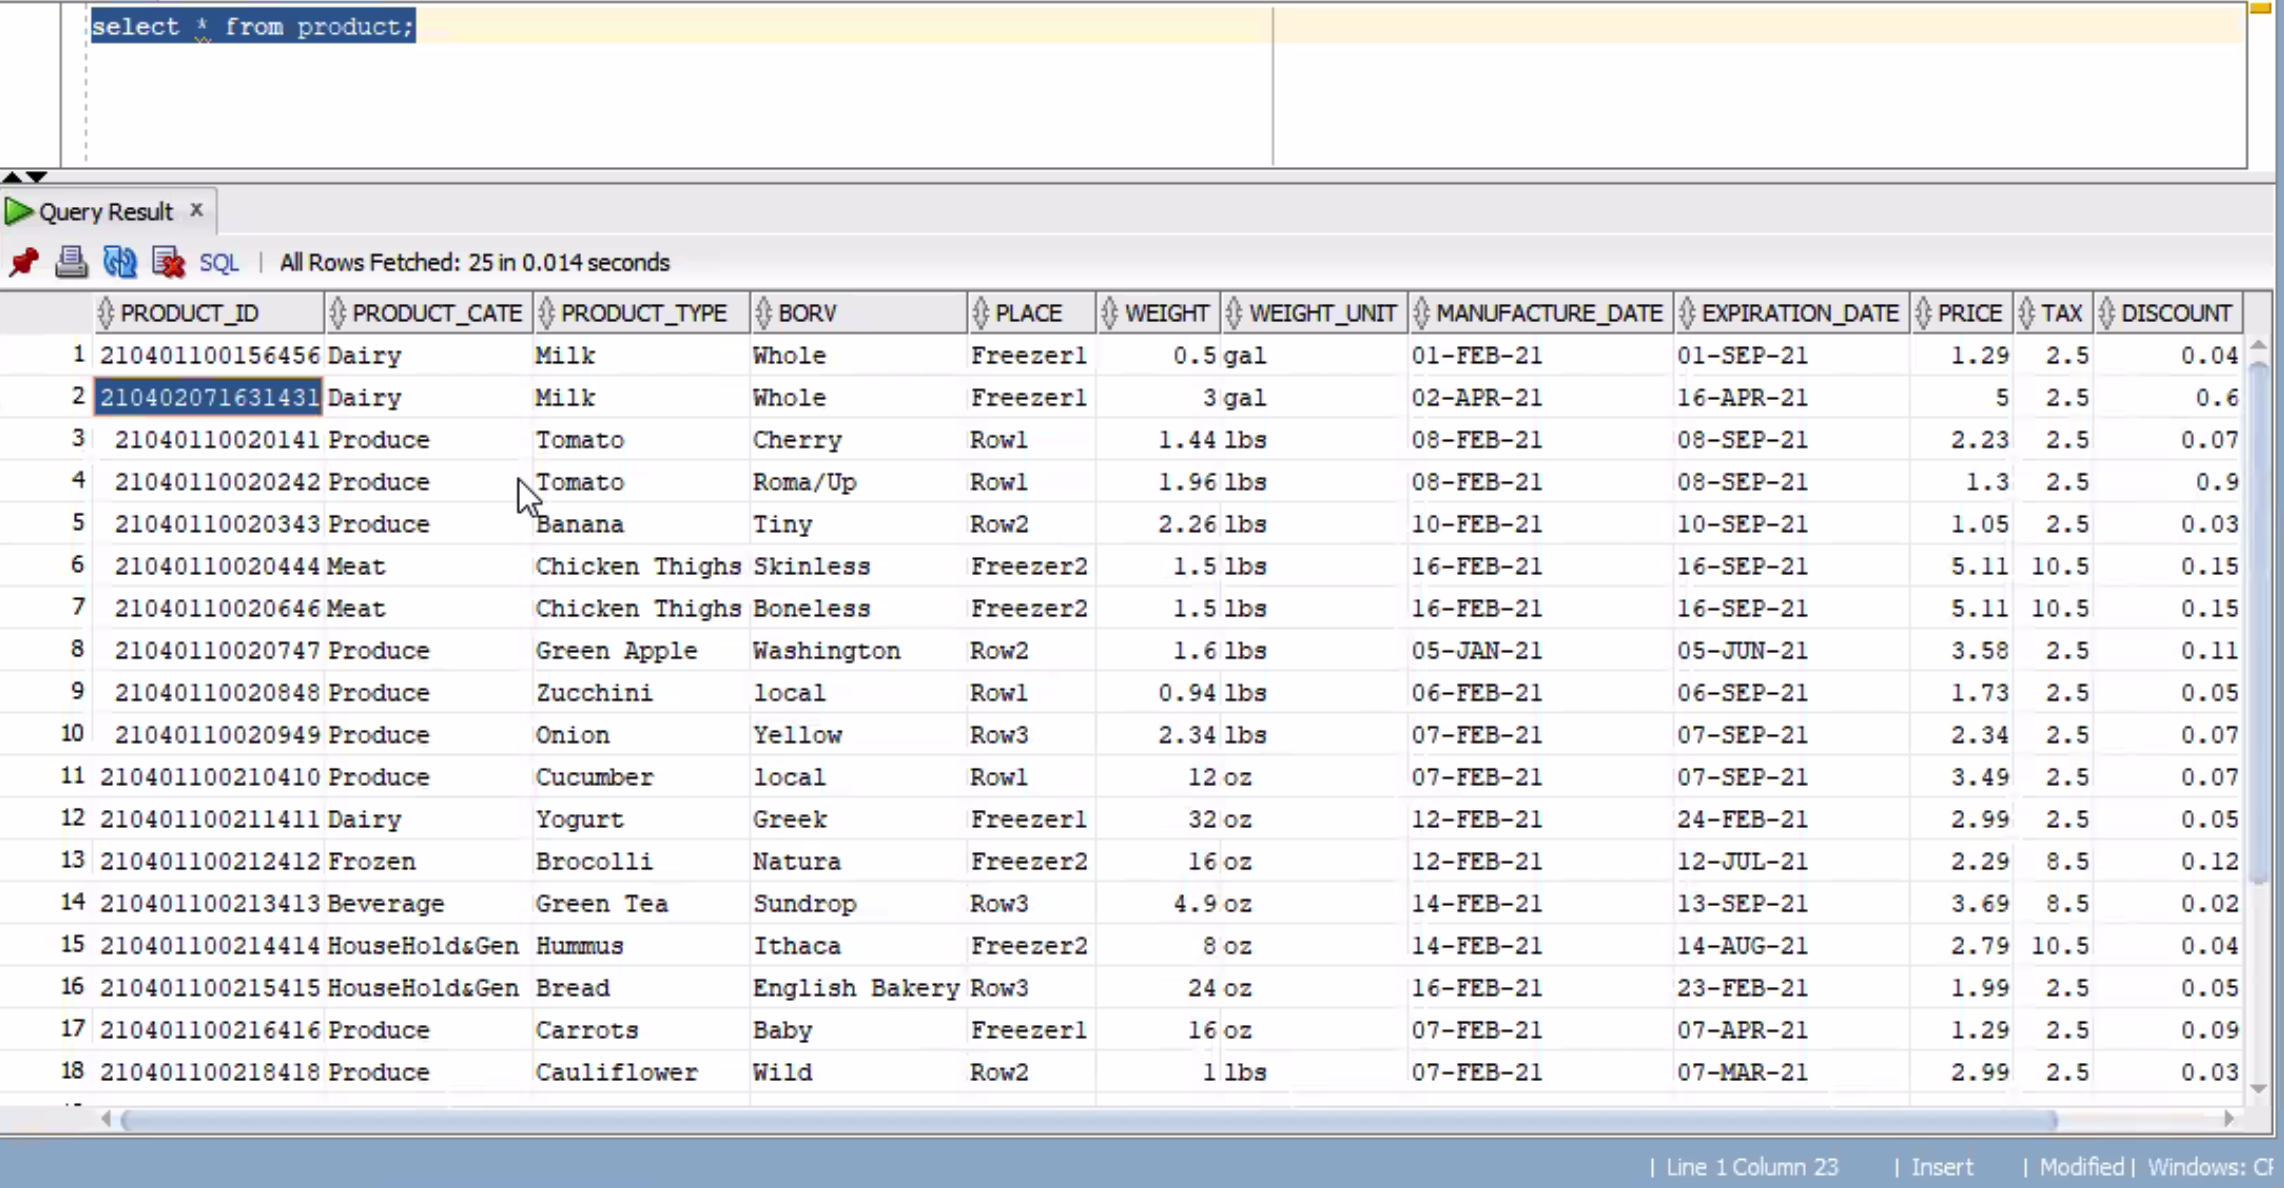 select * from product;
Query Result x
SQL | All Rows Fetched: 25 in 0.014 seconds
PRODUCT_ID PRODUCT_CATE PRODUCT_TYPE BORV PLACE WEIGHT WEIGHT_UNIT MANUFACTURE_DATE EXPIRATION_DATE PRICE TAX DISCOUNT
1 210401100156456 Dairy Milk Whole Freezer1 0.5 gal 01-FEB-21 01-SEP-21 1.29 2.5 0.04
2 210402071631431 Dairy Milk Whole Freezer1 3 gal 02-APR-21 16-APR-21 5 2.5 0.6
3 21040110020141 Produce Tomato Cherry Row1 1.44 lbs 08-FEB-21 08-SEP-21 2.23 2.5 0.07
4 21040110020242 Produce Tomato Roma/Up Row1 1.96 lbs 08-FEB-21 08-SEP-21 1.3 2.5 0.9
5 21040110020343 Produce Banana Tiny Row2 2.26 lbs 10-FEB-21 10-SEP-21 1.05 2.5 0.03
6 21040110020444 Meat Chicken Thighs Skinless Freezer2 1.5 lbs 16-FEB-21 16-SEP-21 5.11 10.5 0.15
7 21040110020646 Meat Chicken Thighs Boneless Freezer2 1.5 lbs 16-FEB-21 16-SEP-21 5.11 10.5 0.15
8 21040110020747 Produce Green Apple Washington Row2 1.6 lbs 05-JAN-21 05-JUN-21 3.58 2.5 0.11
9 21040110020848 Produce Zucchini local Row1 0.94 lbs 06-FEB-21 06-SEP-21 1.73 2.5 0.05
10 21040110020949 Produce Onion Yellow Row3 2.34 lbs 07-FEB-21 07-SEP-21 2.34 2.5 0.07
11 210401100210410 Produce Cucumber local Row1 12 oz 07-FEB-21 07-SEP-21 3.49 2.5 0.07
12 210401100211411 Dairy Yogurt Greek Freezer1 32 oz 12-FEB-21 24-FEB-21 2.99 2.5 0.05
13 210401100212412 Frozen Brocolli Natura Freezer2 16 oz 12-FEB-21 12-JUL-21 2.29 8.5 0.12
14 210401100213413 Beverage Green Tea Sundrop Row3 4.9 oz 14-FEB-21 13-SEP-21 3.69 8.5 0.02
15 210401100214414 HouseHold&Gen Hummus Ithaca Freezer2 8 oz 14-FEB-21 14-AUG-21 2.79 10.5 0.04
16 210401100215415 HouseHold&Gen Bread English Bakery Row3 24 oz 16-FEB-21 23-FEB-21 1.99 2.5 0.05
17 210401100216416 Produce Carrots Baby Freezer1 16 oz 07-FEB-21 07-APR-21 1.29 2.5 0.09
18 210401100218418 Produce Cauliflower Wild Row2 1 lbs 07-FEB-21 07-MAR-21 2.99 2.5 0.03
| Line 1 Column 23 | Insert | Modified | Windows: